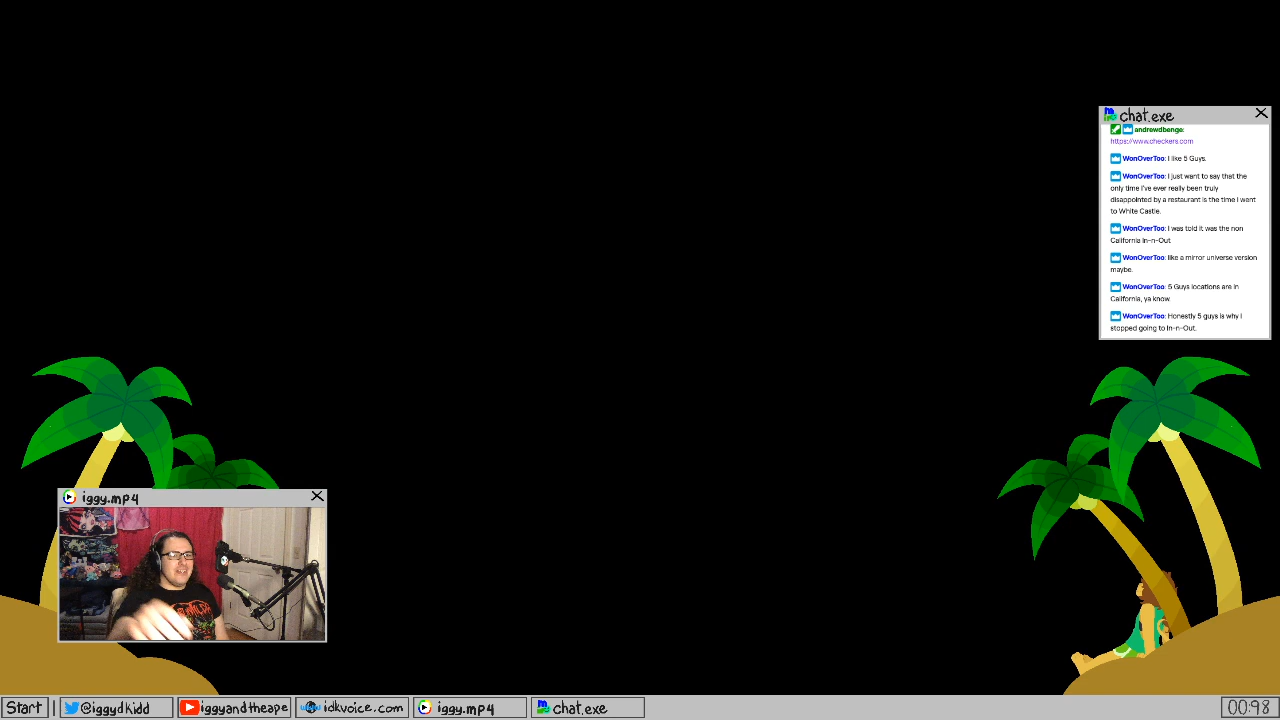 chat.exe
andrewdbenge:
https://www.checkers.com
WonOverToo: I like 5 Guys.
WonOverToo: I just want to say that the
only time I've ever really been truly
disappointed by a restaurant is the time I went
to White Castle.
WonOverToo: I was told it was the non
California In-n-Out
WonOverToo: like a mirror universe version
maybe.
WonOverToo: 5 Guys locations are in
California, ya know.
WonOverToo: Honestly 5 guys is why I
stopped going to In-n-Out.
iggy.mp4
Start | @iggydkidd iggyandtheape idkvoice.com iggy.mp4 chat.exe 00:98